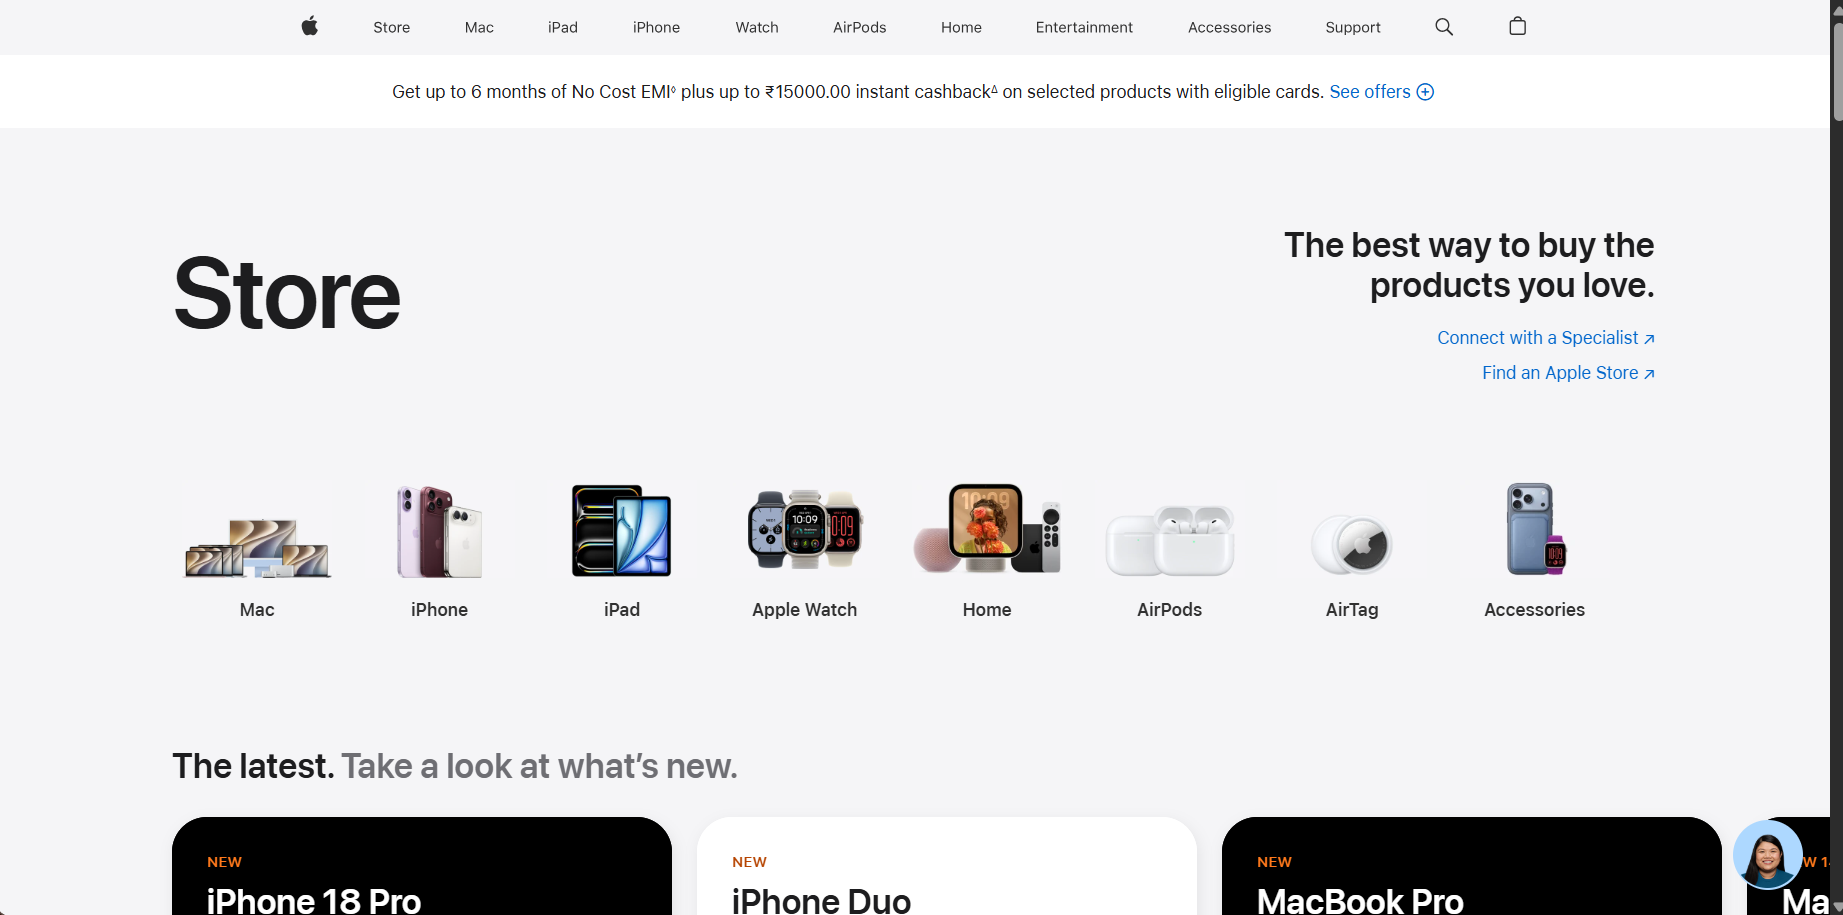 Store
Mac
iPad
iPhone
Watch
AirPods
Home
Entertainment
Accessories
Support
Get up to 6 months of No Cost EMI◊ plus up to ₹15000.00 instant cashback∆ on selected products with eligible cards. See offers
Store
The best way to buy the
products you love.
Connect with a Specialist ↗
Find an Apple Store ↗
Mac
iPhone
iPad
Apple Watch
Home
AirPods
AirTag
Accessories
The latest. Take a look at what’s new.
NEW
iPhone 18 Pro
NEW
iPhone Duo
NEW
MacBook Pro